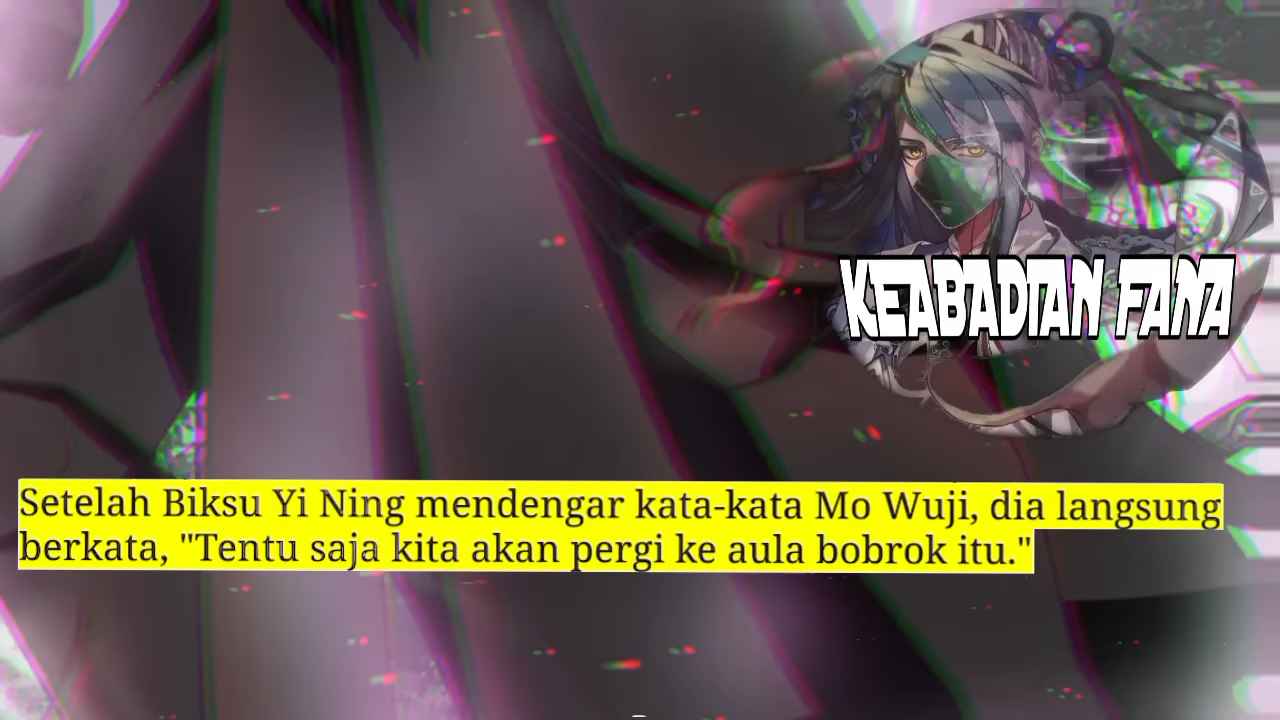 KEABADIAN FANA
Setelah Biksu Yi Ning mendengar kata-kata Mo Wuji, dia langsung
berkata, "Tentu saja kita akan pergi ke aula bobrok itu."